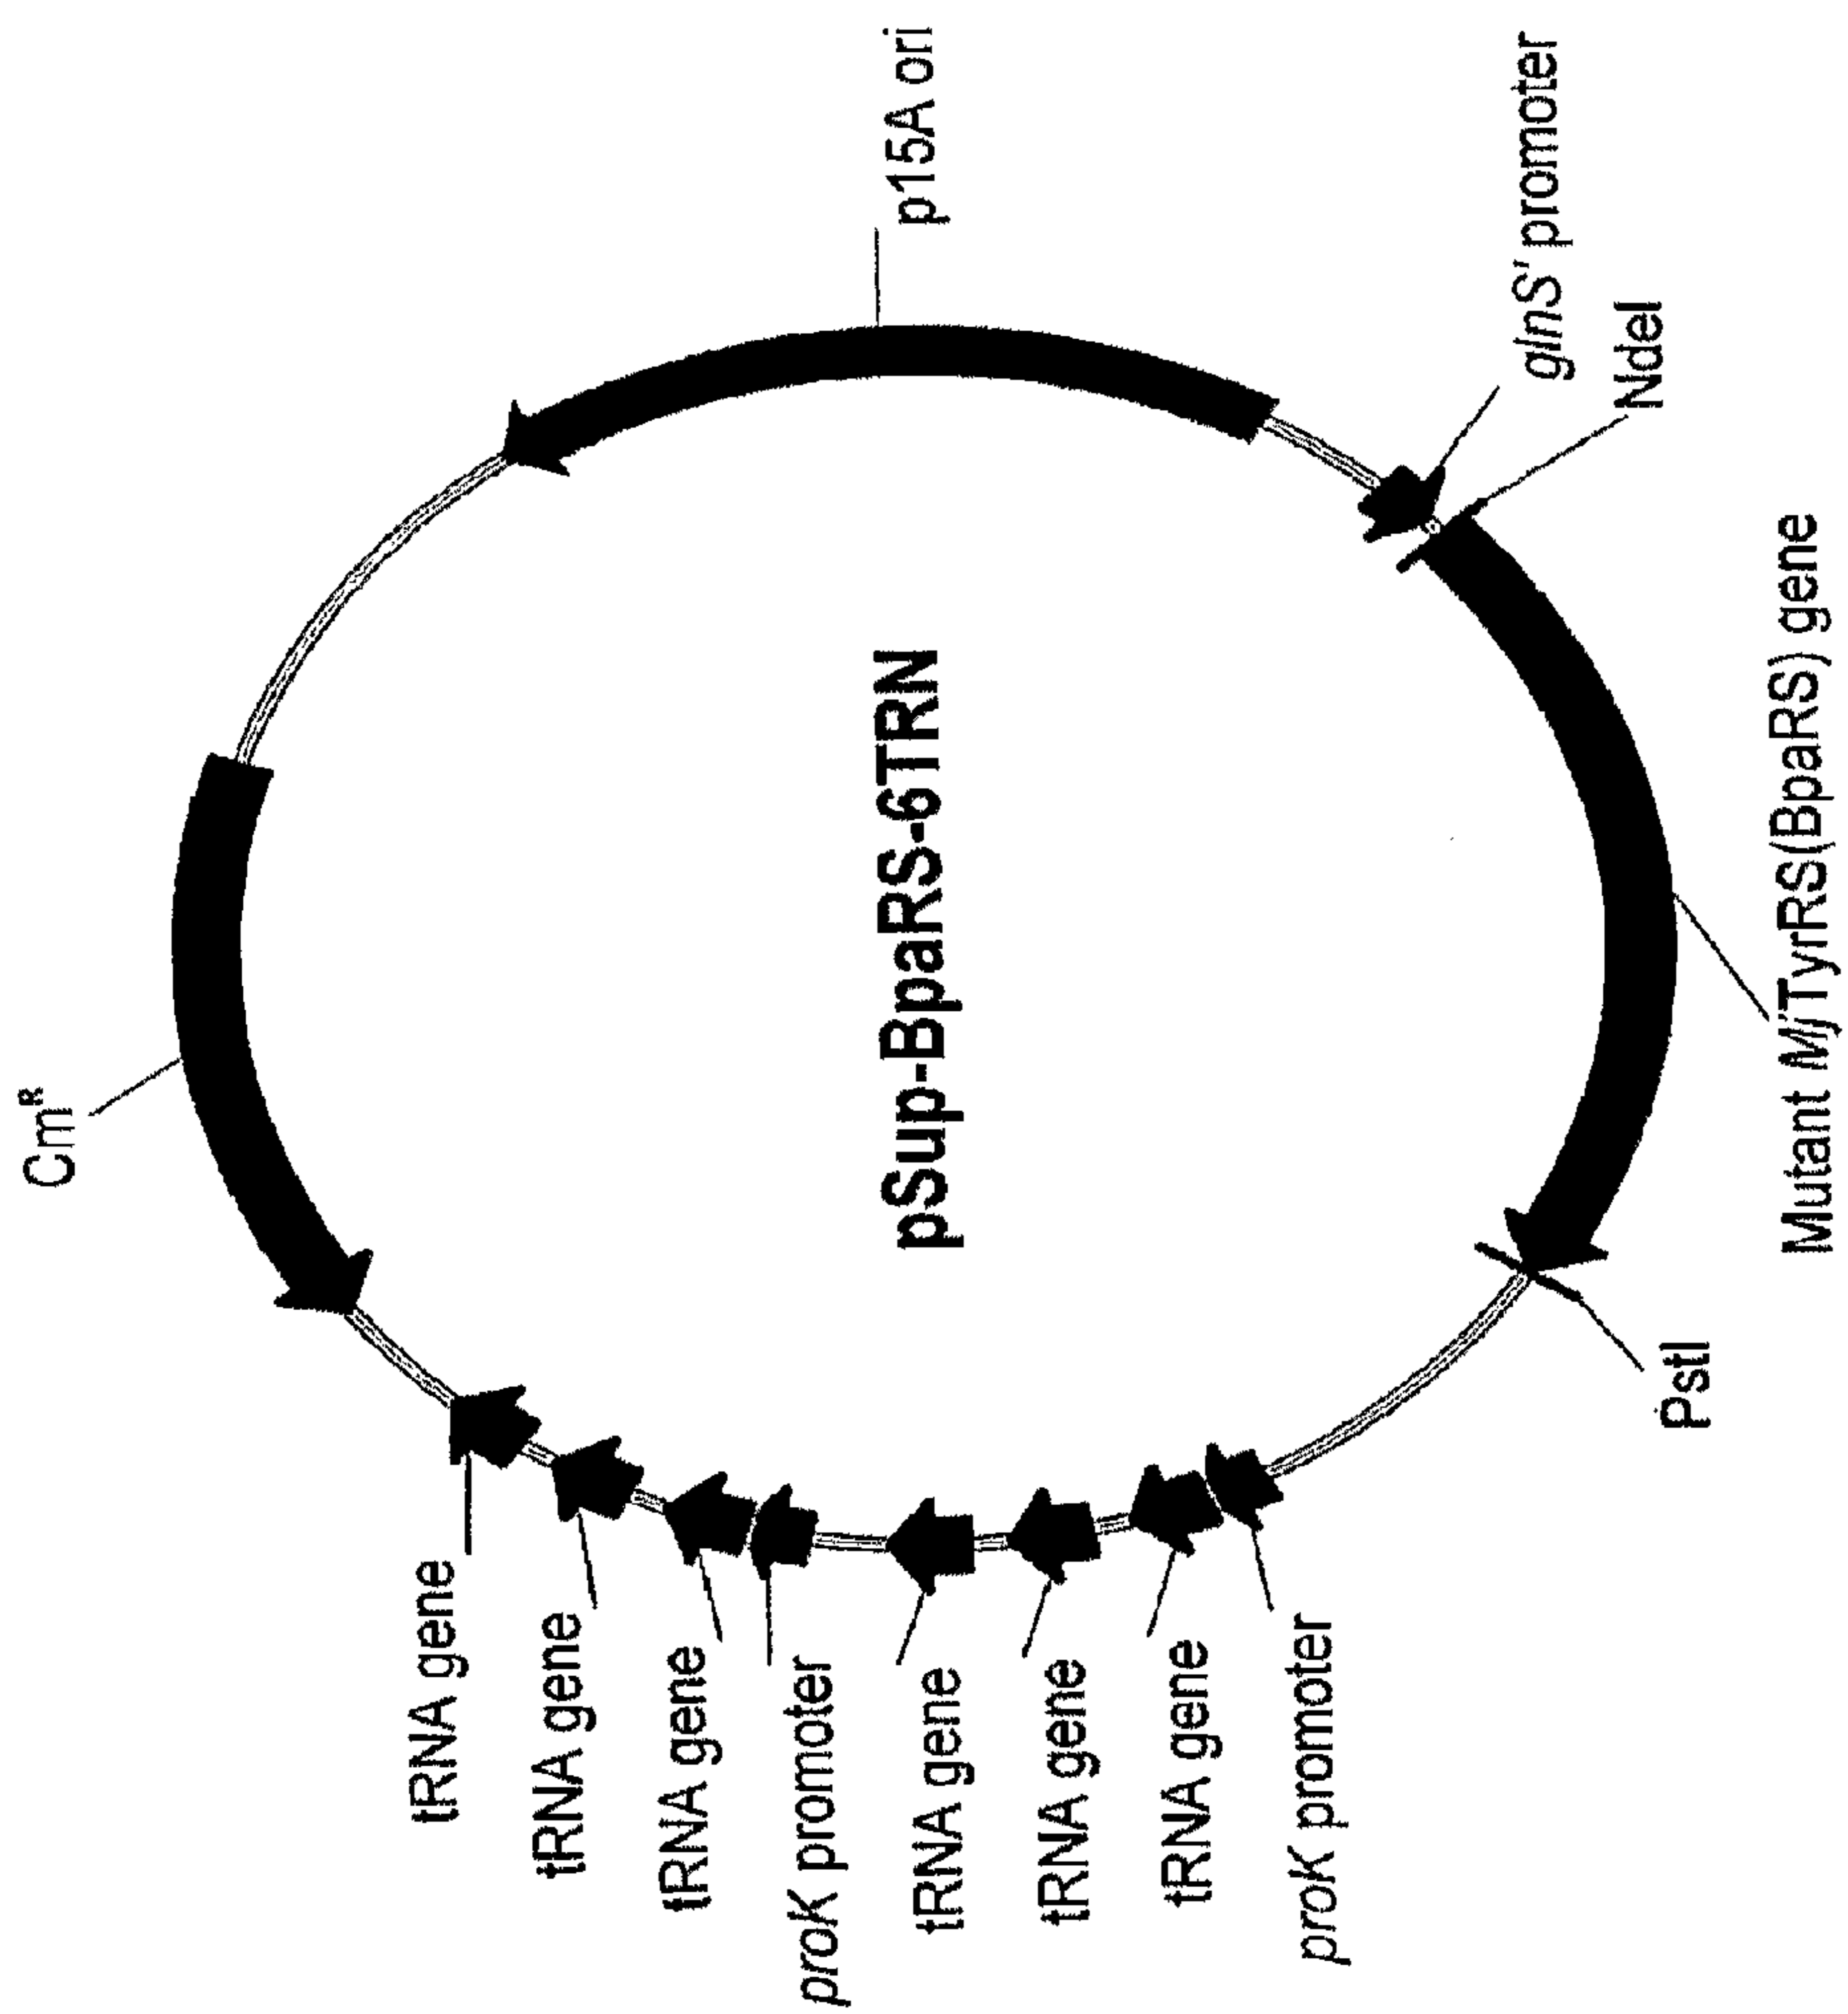 Cmᴿ
p15A ori
glnS' promoter
NdeI
Mutant MjTyrRS(BpaRS) gene
PstI
proK promoter
tRNA gene
tRNA gene
tRNA gene
proK promoter
tRNA gene
tRNA gene
tRNA gene
pSup-BpaRS-6TRN